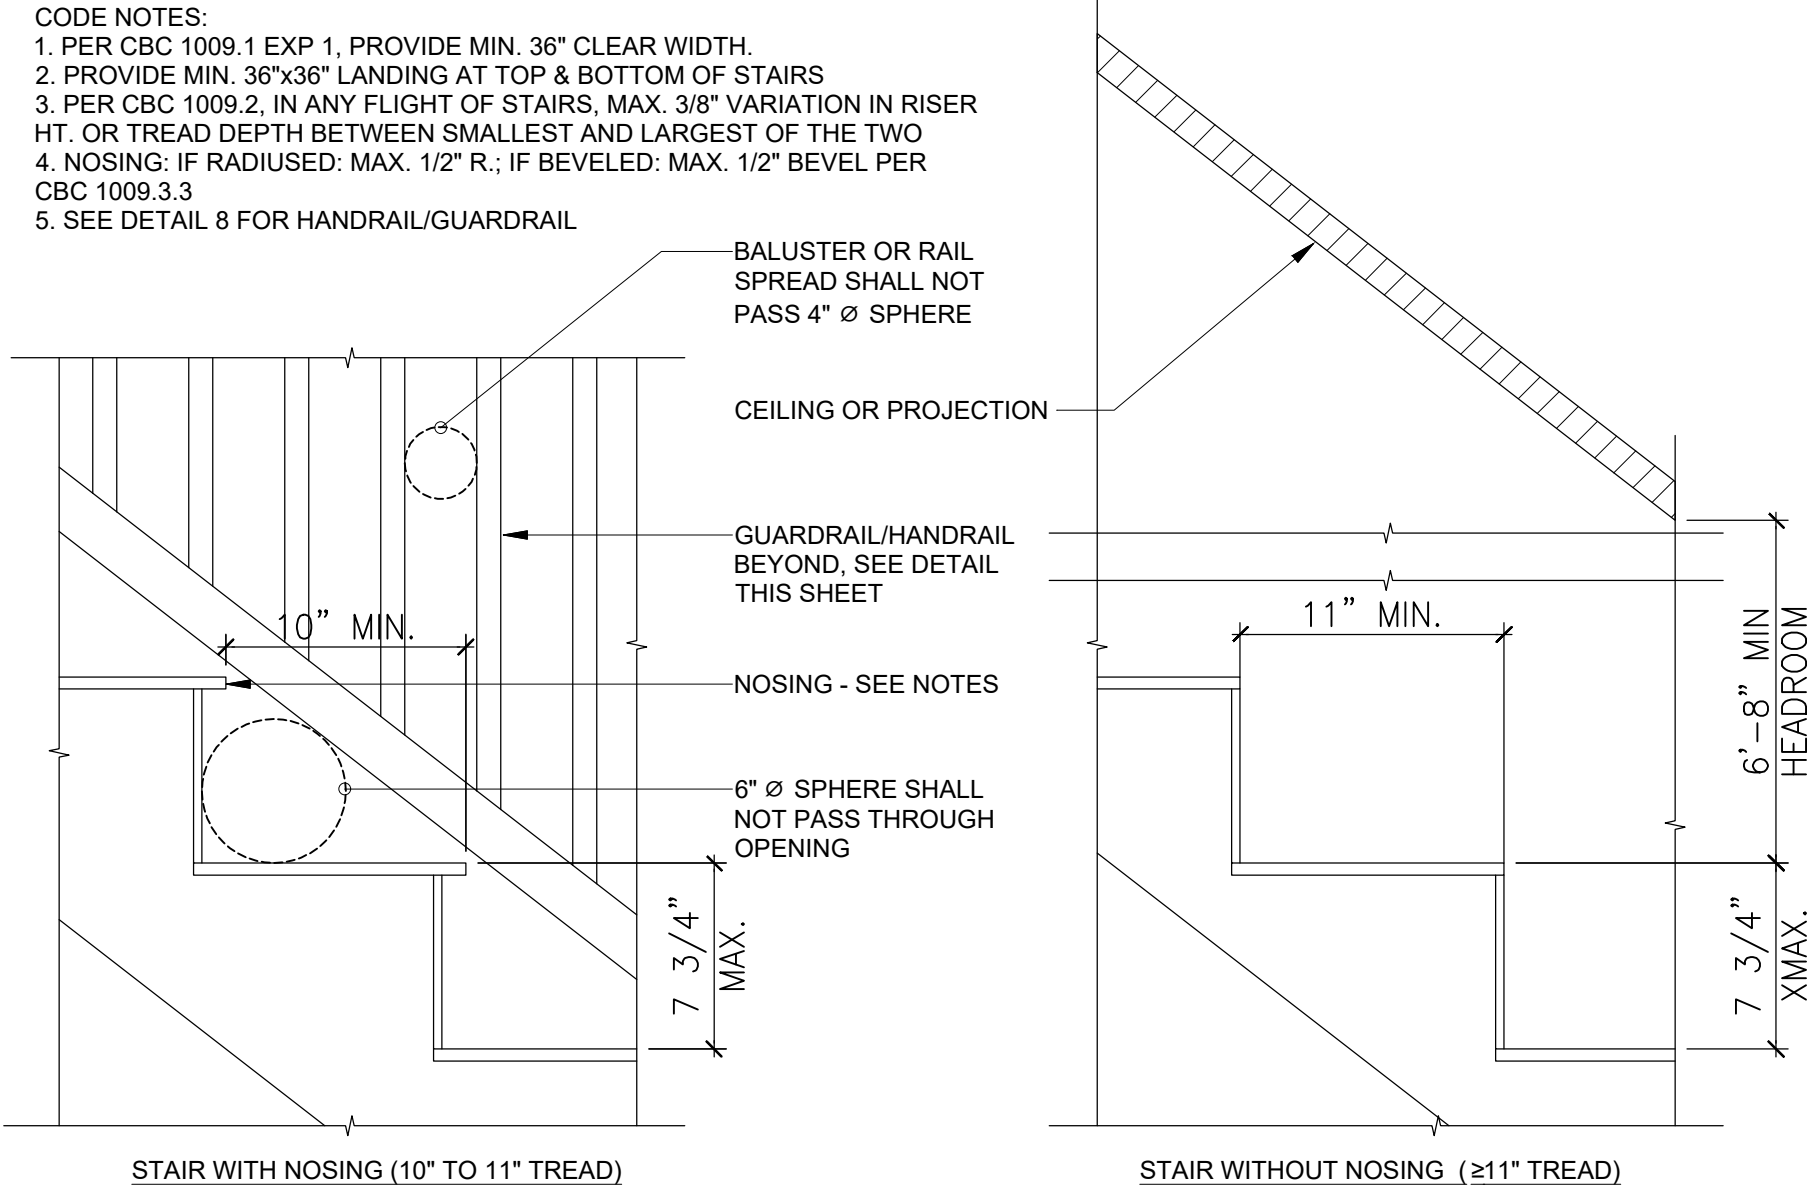 CODE NOTES:
1. PER CBC 1009.1 EXP 1, PROVIDE MIN. 36" CLEAR WIDTH.
2. PROVIDE MIN. 36"x36" LANDING AT TOP & BOTTOM OF STAIRS
3. PER CBC 1009.2, IN ANY FLIGHT OF STAIRS, MAX. 3/8" VARIATION IN RISER
HT. OR TREAD DEPTH BETWEEN SMALLEST AND LARGEST OF THE TWO
4. NOSING: IF RADIUSED: MAX. 1/2" R.; IF BEVELED: MAX. 1/2" BEVEL PER
CBC 1009.3.3
5. SEE DETAIL 8 FOR HANDRAIL/GUARDRAIL
BALUSTER OR RAIL
SPREAD SHALL NOT
PASS 4" Ø SPHERE
CEILING OR PROJECTION
GUARDRAIL/HANDRAIL
BEYOND, SEE DETAIL
THIS SHEET
10" MIN.
NOSING - SEE NOTES
6" Ø SPHERE SHALL
NOT PASS THROUGH
OPENING
7 3/4"
MAX.
11" MIN.
6'-8" MIN
HEADROOM
7 3/4"
XMAX.
STAIR WITH NOSING (10" TO 11" TREAD)
STAIR WITHOUT NOSING (≥11" TREAD)